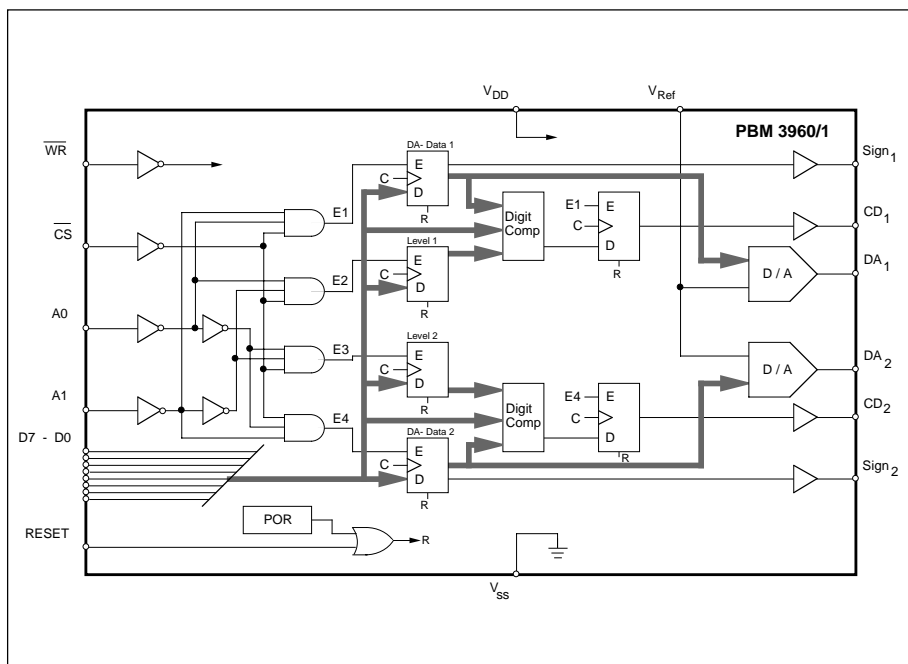 V_DD
V_Ref
PBM 3960/1
W̅R̅
DA- Data 1
E
C
D
R
Sign_1
E1
E1
E
C
D
R
Digit
Comp
CD_1
C̅S̅
Level 1
E
C
D
R
D / A
DA_1
E2
A0
Level 2
E
C
D
R
E3
D / A
DA_2
A1
E4
E4
E
C
D
R
Digit
Comp
CD_2
DA- Data 2
E
C
D
R
D7 - D0
Sign_2
POR
R
RESET
V_ss